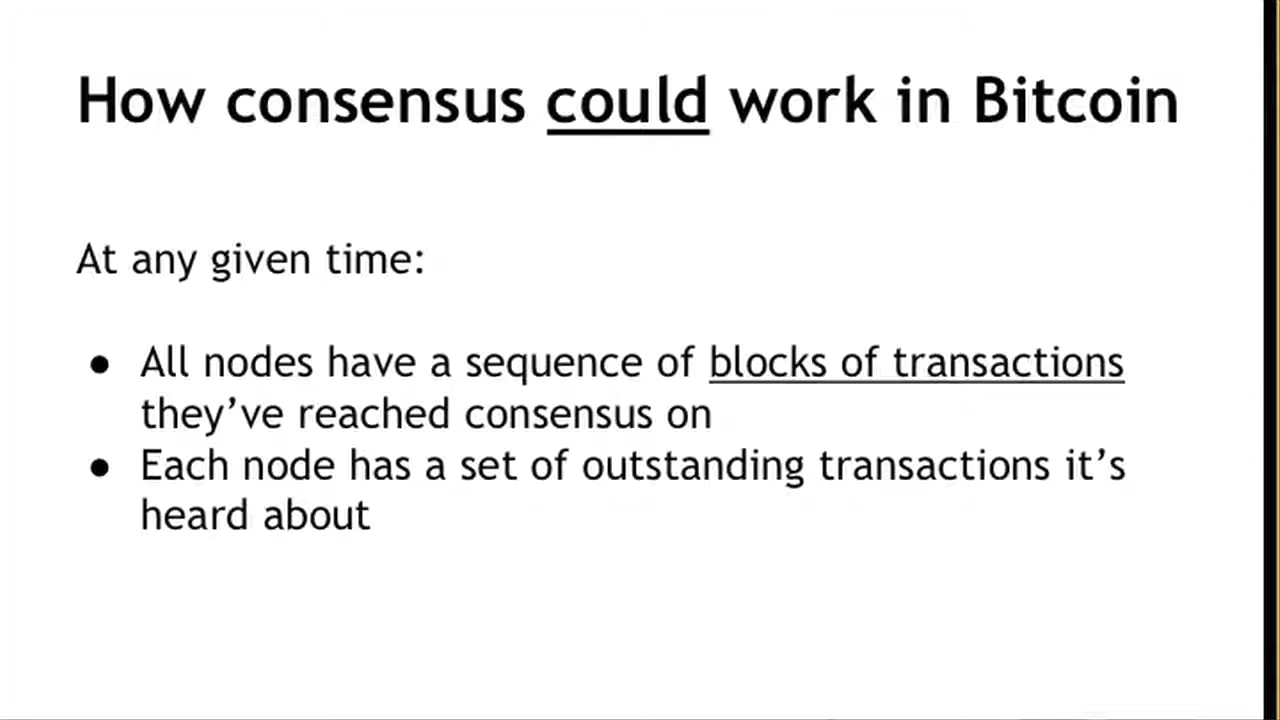 How consensus could work in Bitcoin
At any given time:
● All nodes have a sequence of blocks of transactions
they’ve reached consensus on
● Each node has a set of outstanding transactions it’s
heard about